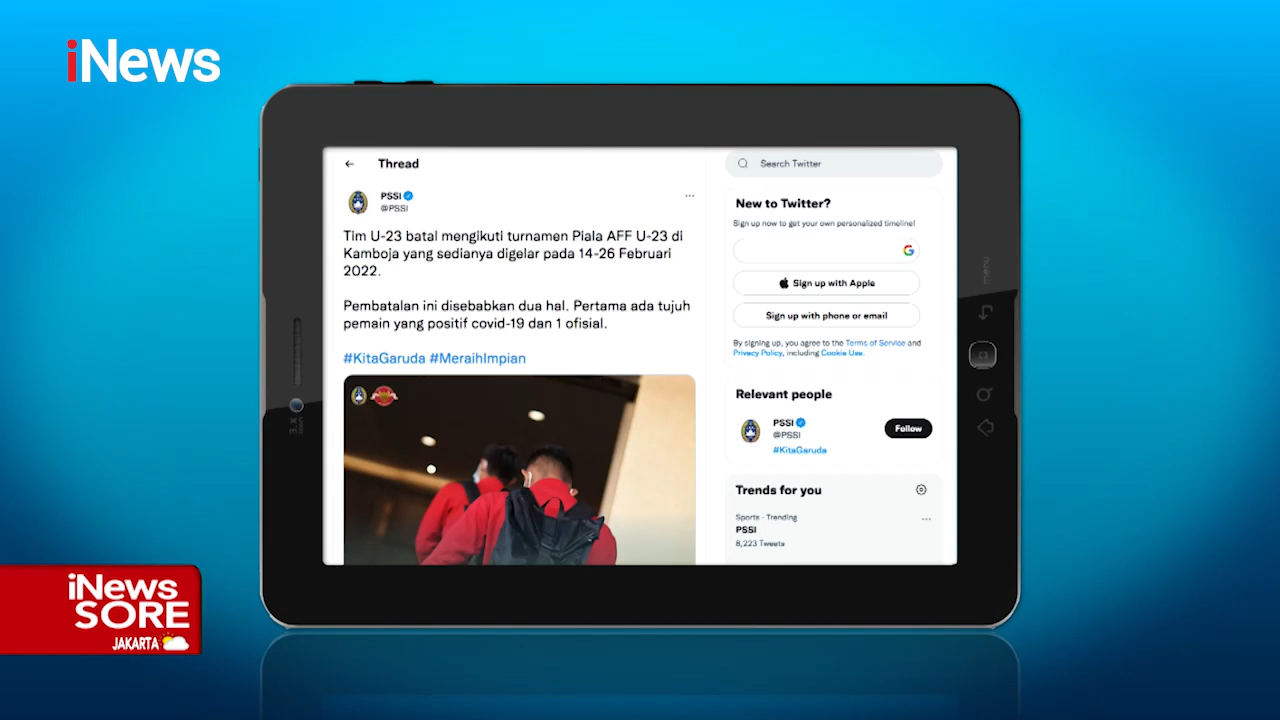 iNews
Thread
Search Twitter
PSSI
@PSSI
Tim U-23 batal mengikuti turnamen Piala AFF U-23 di
Kamboja yang sedianya digelar pada 14-26 Februari
2022.
Pembatalan ini disebabkan dua hal. Pertama ada tujuh
pemain yang positif covid-19 dan 1 ofisial.
#KitaGaruda #MeraihImpian
New to Twitter?
Sign up now to get your own personalized timeline!
Sign up with Apple
Sign up with phone or email
By signing up, you agree to the Terms of Service and
Privacy Policy, including Cookie Use.
Relevant people
PSSI
@PSSI
Follow
#KitaGaruda
Trends for you
Sports · Trending
PSSI
8,223 Tweets
menu
3.X
iNews
SORE
JAKARTA